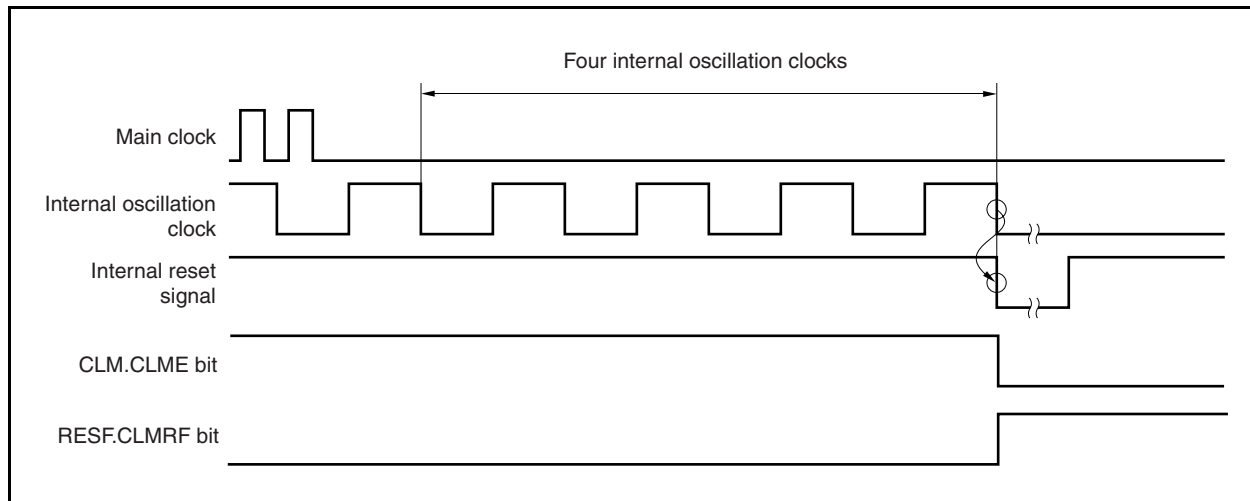 Four internal oscillation clocks
Main clock
Internal oscillation
clock
Internal reset
signal
CLM.CLME bit
RESF.CLMRF bit